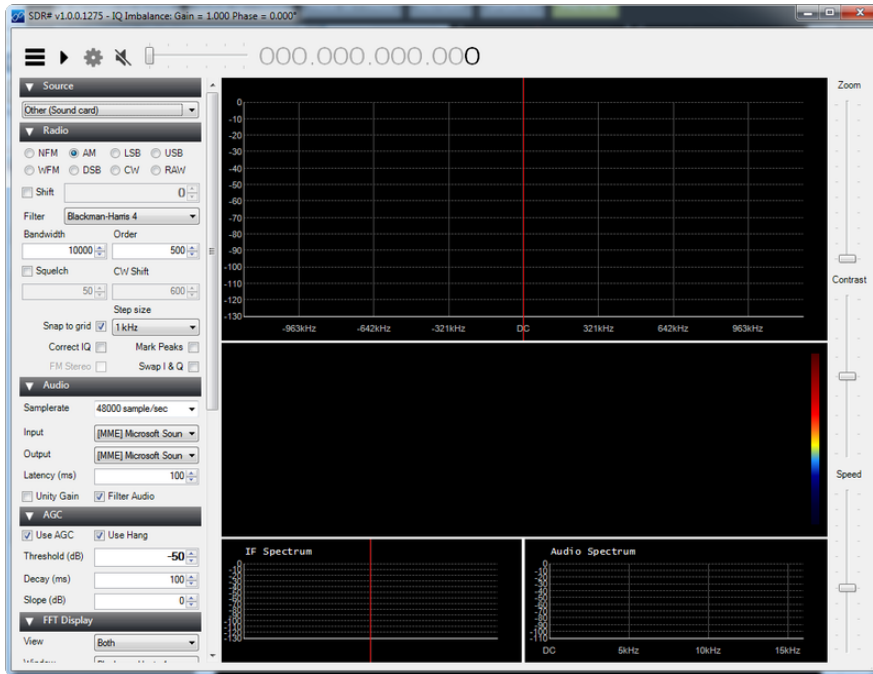 SDR# v1.0.0.1275 - IQ Imbalance: Gain = 1.000 Phase = 0.000°
000.000.000.000
Source
Other (Sound card)
Radio
NFM AM LSB USB
WFM DSB CW RAW
Shift 0
Filter Blackman-Harris 4
Bandwidth Order
10000 500
Squelch CW Shift
50 600
Step size
Snap to grid 1 kHz
Correct IQ Mark Peaks
FM Stereo Swap I & Q
Audio
Samplerate 48000 sample/sec
Input [MME] Microsoft Soun
Output [MME] Microsoft Soun
Latency (ms) 100
Unity Gain Filter Audio
AGC
Use AGC Use Hang
Threshold (dB) -50
Decay (ms) 100
Slope (dB) 0
FFT Display
View Both
0
-10
-20
-30
-40
-50
-60
-70
-80
-90
-100
-110
-120
-130
-963kHz -642kHz -321kHz DC 321kHz 642kHz 963kHz
IF Spectrum
Audio Spectrum
DC 5kHz 10kHz 15kHz
Zoom
Contrast
Speed